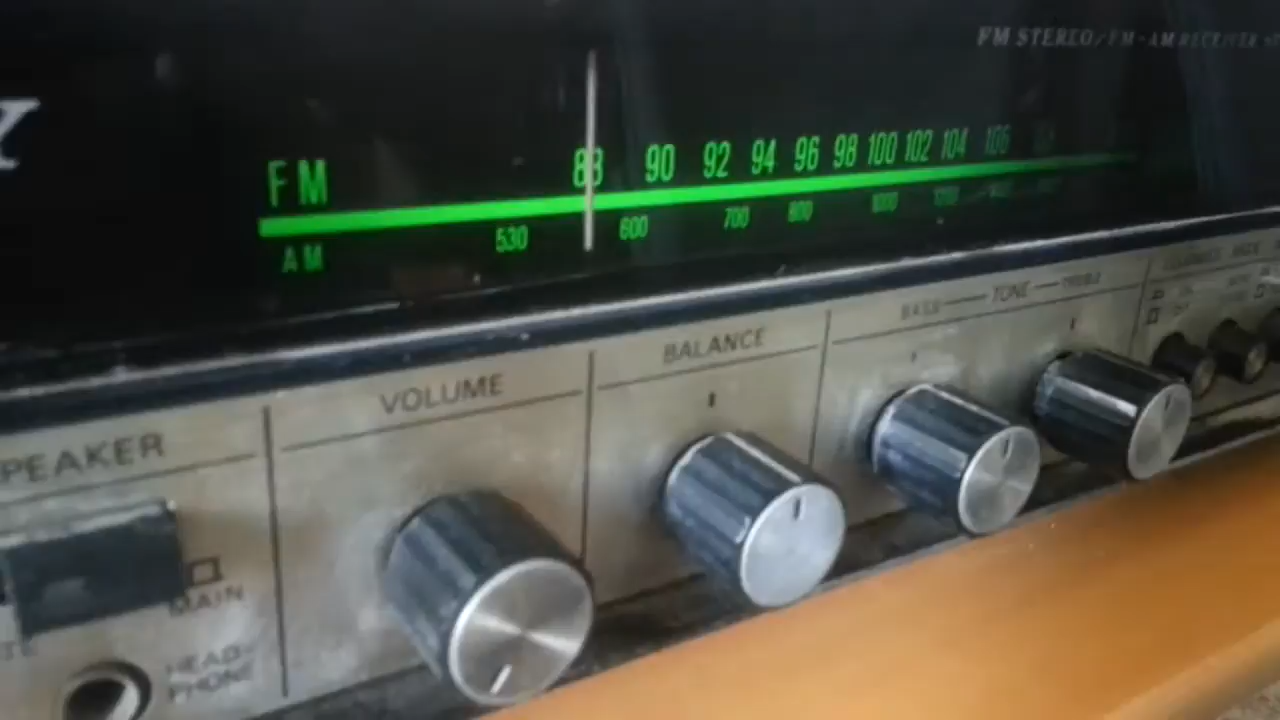 FM STEREO/FM-AM RECEIVER
Y
FM 88 90 92 94 96 98 100 102 104 106
AM 530 600 700 800 1000
VOLUME
BALANCE
BASS TONE TREBLE
PEAKER
MAIN
HEAD-
PHONE